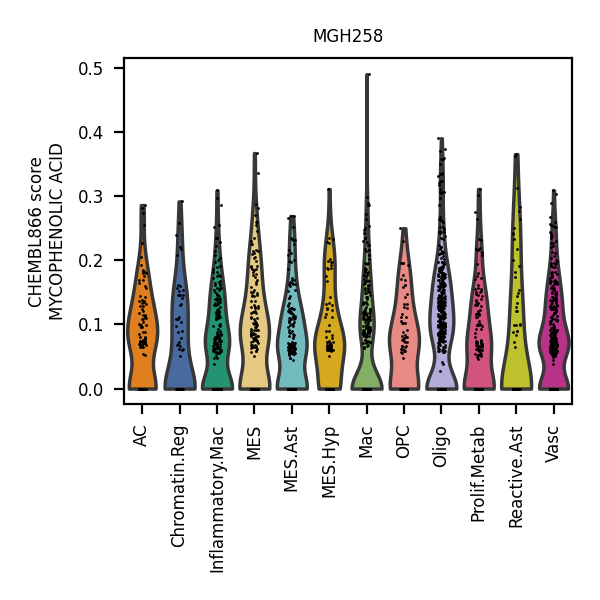 MGH258
CHEMBL866 score
MYCOPHENOLIC ACID
0.5
0.4
0.3
0.2
0.1
0.0
AC
Chromatin.Reg
Inflammatory.Mac
MES
MES.Ast
MES.Hyp
Mac
OPC
Oligo
Prolif.Metab
Reactive.Ast
Vasc